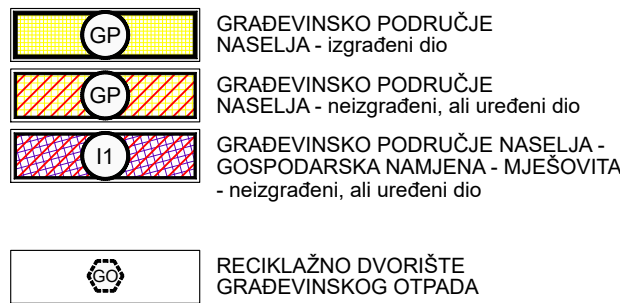 GP
GRAĐEVINSKO PODRUČJE
NASELJA - izgrađeni dio
GP
GRAĐEVINSKO PODRUČJE
NASELJA - neizgrađeni, ali uređeni dio
I1
GRAĐEVINSKO PODRUČJE NASELJA -
GOSPODARSKA NAMJENA - MJEŠOVITA
- neizgrađeni, ali uređeni dio
GO
RECIKLAŽNO DVORIŠTE
GRAĐEVINSKOG OTPADA